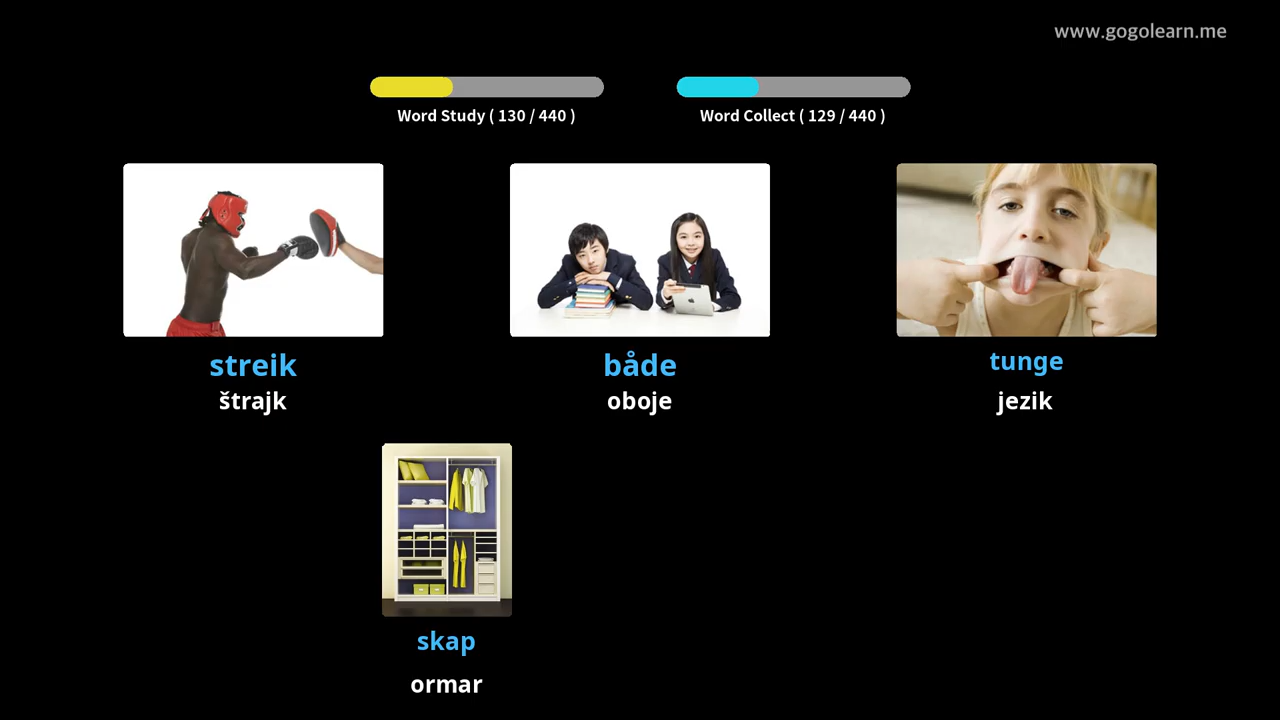 www.gogolearn.me
Word Study ( 130 / 440 )
Word Collect ( 129 / 440 )
streik
både
tunge
štrajk
oboje
jezik
skap
ormar